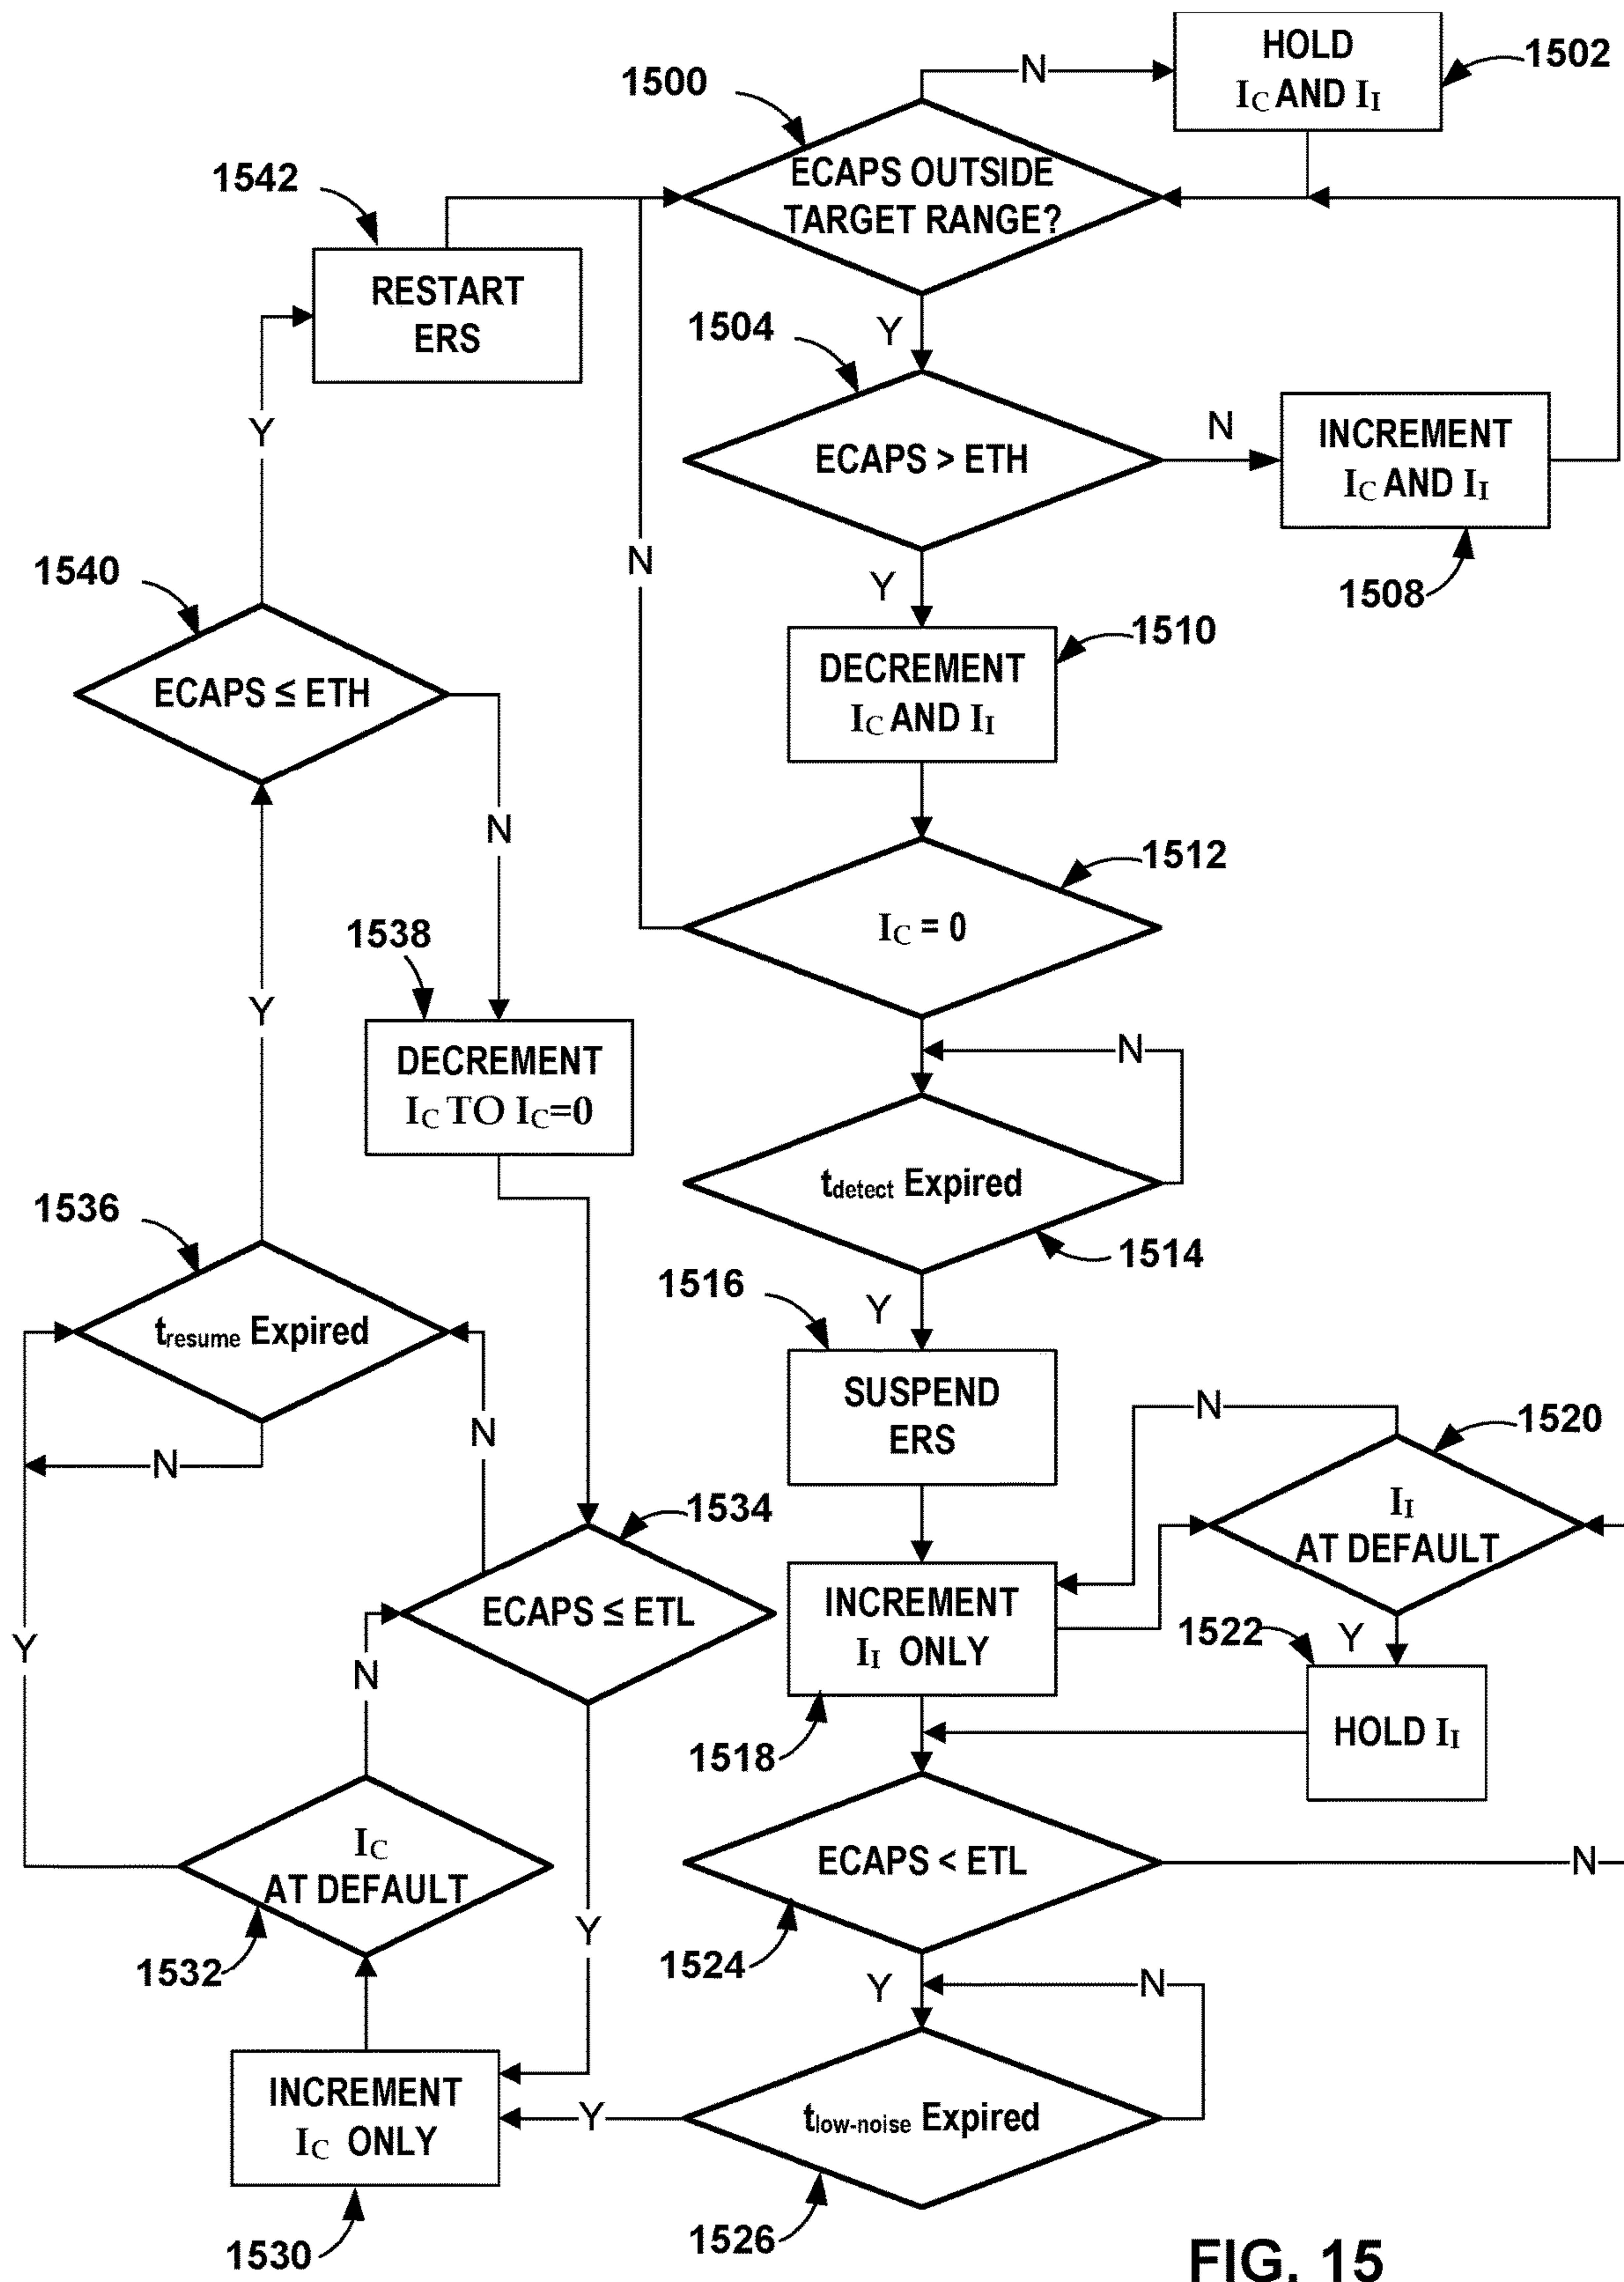 HOLD
IC AND II
1502
1500
N
ECAPS OUTSIDE
TARGET RANGE?
1542
RESTART
ERS
Y
1504
ECAPS > ETH
N
INCREMENT
IC AND II
1508
Y
N
Y
1510
DECREMENT
IC AND II
1540
ECAPS ≤ ETH
N
1512
IC = 0
1538
DECREMENT
IC TO IC=0
Y
N
tdetect Expired
1514
1536
tresume Expired
N
N
Y
1516
SUSPEND
ERS
N
1520
II
AT DEFAULT
1534
ECAPS ≤ ETL
INCREMENT
II ONLY
1518
Y
1522
HOLD II
Y
N
IC
AT DEFAULT
1532
Y
ECAPS < ETL
N
1524
Y
N
INCREMENT
IC ONLY
1530
Y
tlow-noise Expired
1526
FIG. 15